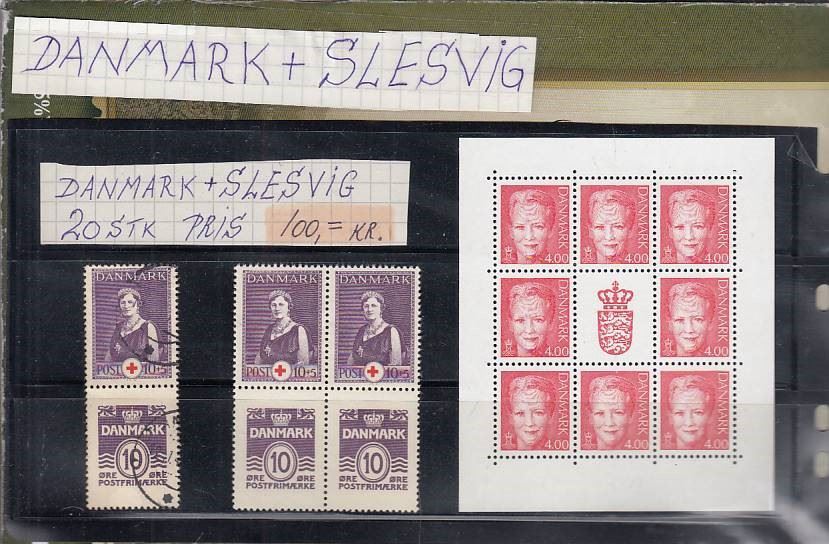 DANMARK + SLESVIG
5%
DANMARK + SLESVIG
20 STK PRIS 100,= KR.
DANMARK
POST 10+5
DANMARK
10
ØRE
POSTFRIMÆRKE
DANMARK
POST 10+5
DANMARK
POST 10+5
DANMARK
10
ØRE
POSTFRIMÆRKE
DANMARK
10
ØRE
POSTFRIMÆRKE
DANMARK
4.00
DANMARK
4.00
DANMARK
4.00
DANMARK
4.00
DANMARK
4.00
DANMARK
4.00
DANMARK
4.00
DANMARK
4.00